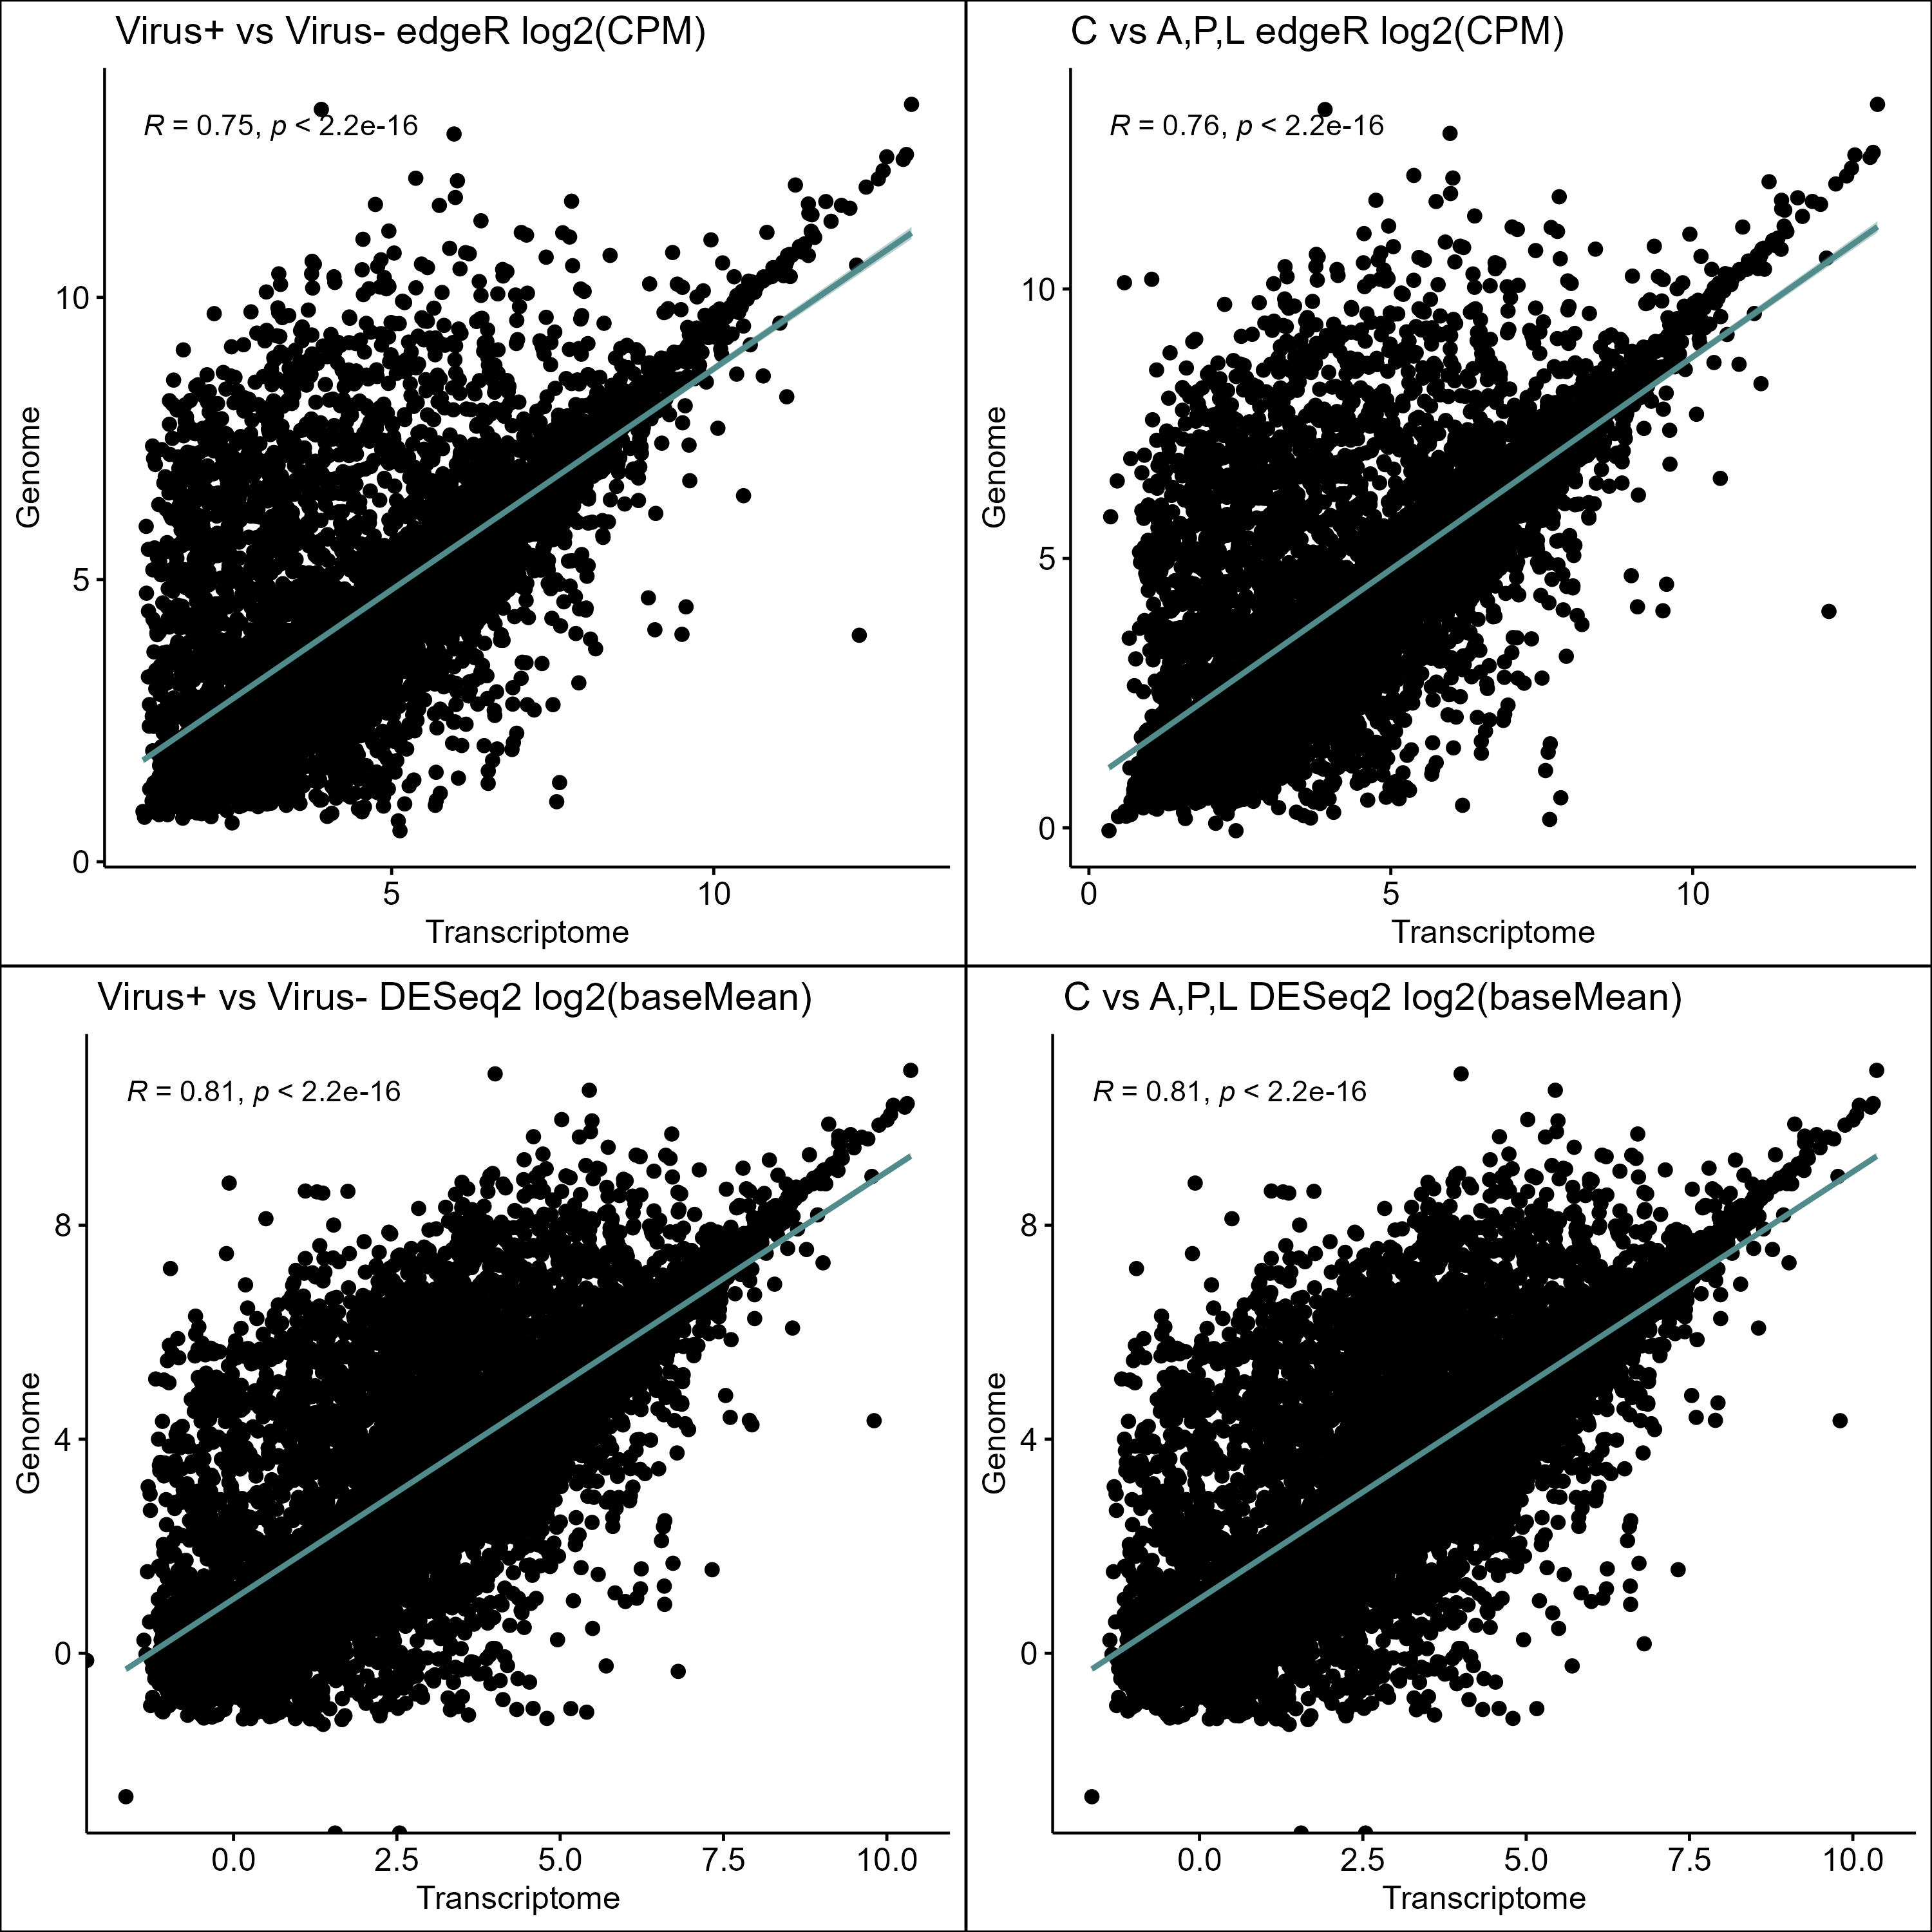 Virus+ vs Virus- edgeR log2(CPM)
R = 0.75, p < 2.2e-16
10
5
0
Genome
5
10
Transcriptome
C vs A,P,L edgeR log2(CPM)
R = 0.76, p < 2.2e-16
10
5
0
Genome
0
5
10
Transcriptome
Virus+ vs Virus- DESeq2 log2(baseMean)
R = 0.81, p < 2.2e-16
8
4
0
Genome
0.0
2.5
5.0
7.5
10.0
Transcriptome
C vs A,P,L DESeq2 log2(baseMean)
R = 0.81, p < 2.2e-16
8
4
0
Genome
0.0
2.5
5.0
7.5
10.0
Transcriptome